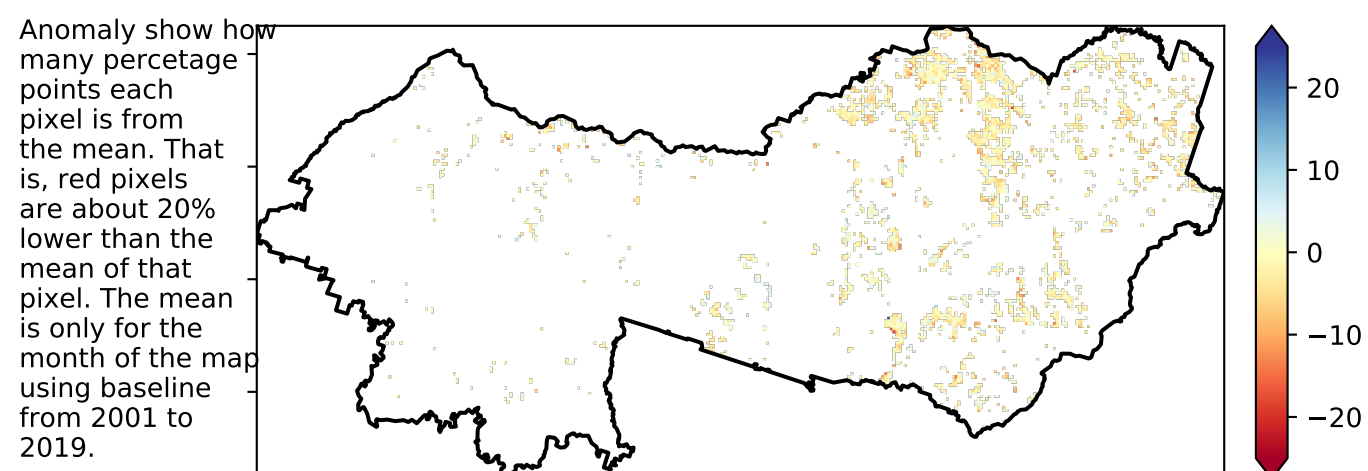 Anomaly show how
many percetage
points each
pixel is from
the mean. That
is, red pixels
are about 20%
lower than the
mean of that
pixel. The mean
is only for the
month of the map
using baseline
from 2001 to
2019.
20
10
0
−10
−20